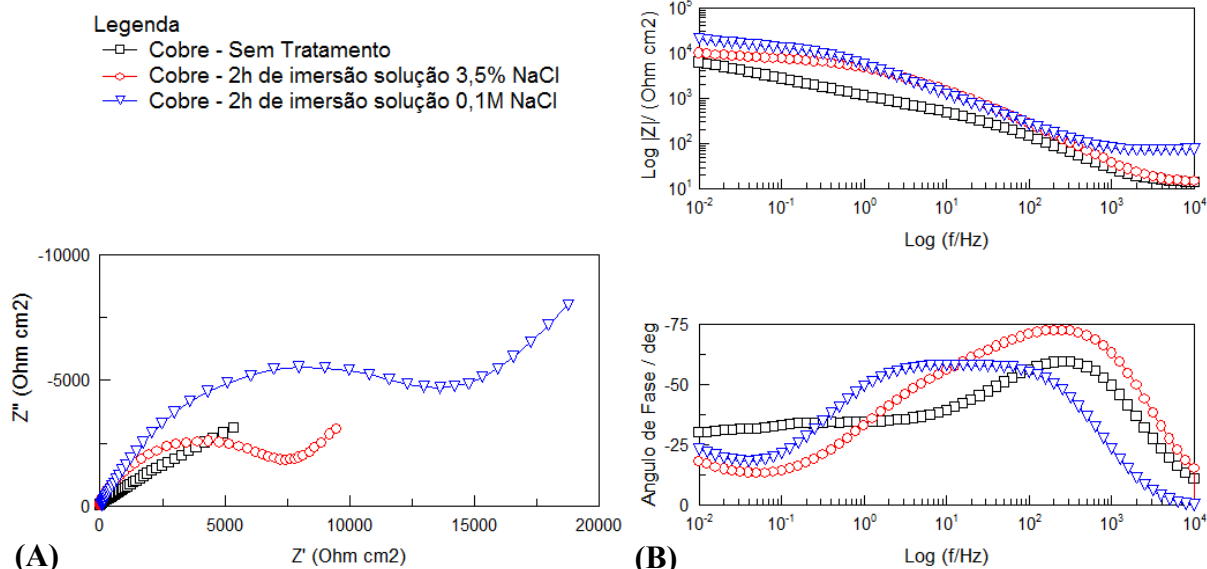 Legenda
Cobre - Sem Tratamento
Cobre - 2h de imersão solução 3,5% NaCl
Cobre - 2h de imersão solução 0,1M NaCl
-10000
-5000
0
Z'' (Ohm cm2)
0 5000 10000 15000 20000
Z' (Ohm cm2)
(A)
10^5
10^4
10^3
10^2
10^1
Log |Z|/ (Ohm cm2)
10^-2 10^-1 10^0 10^1 10^2 10^3 10^4
Log (f/Hz)
-75
-50
-25
0
Angulo de Fase / deg
10^-2 10^-1 10^0 10^1 10^2 10^3 10^4
Log (f/Hz)
(B)